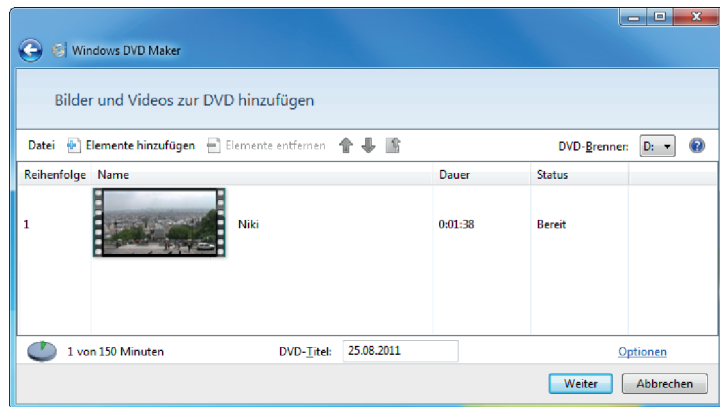 Windows DVD Maker
Bilder und Videos zur DVD hinzufügen
Datei Elemente hinzufügen Elemente entfernen DVD-Brenner: D:
Reihenfolge Name Dauer Status
1 Niki 0:01:38 Bereit
1 von 150 Minuten DVD-Titel: 25.08.2011 Optionen
Weiter Abbrechen